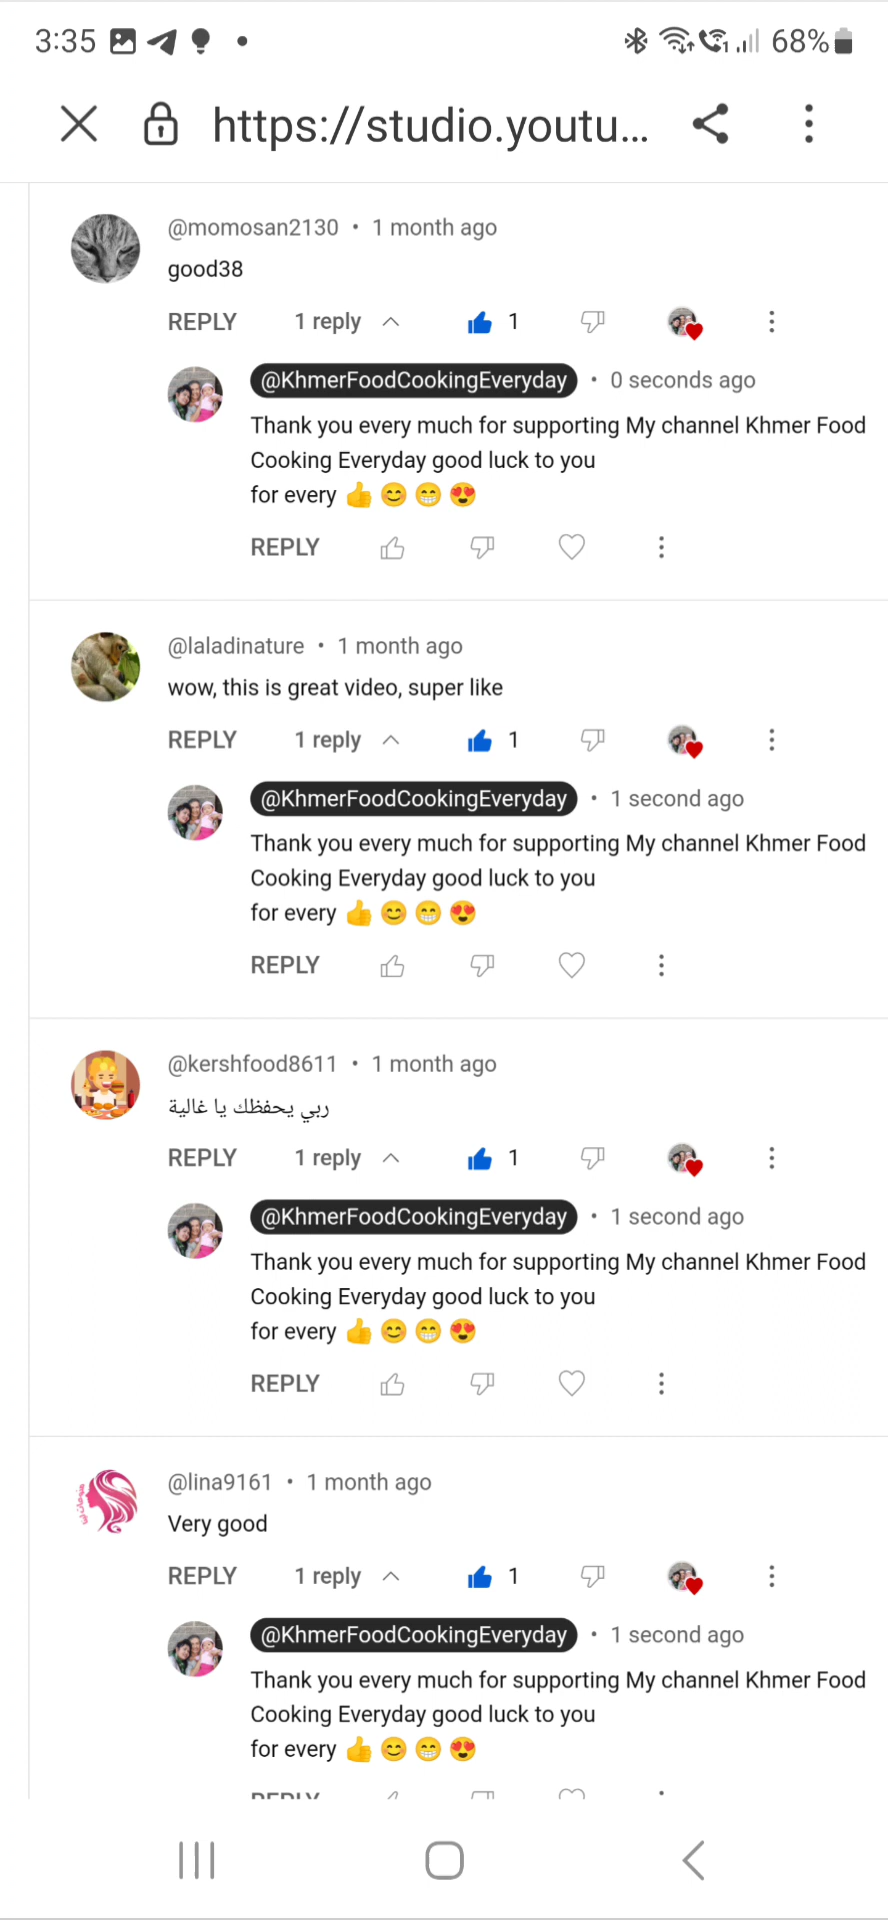 3:35
68%
https://studio.youtu...
@momosan2130 • 1 month ago
good38
REPLY 1 reply 1
@KhmerFoodCookingEveryday • 0 seconds ago
Thank you every much for supporting My channel Khmer Food
Cooking Everyday good luck to you
for every 👍😊😁😍
REPLY
@laladinature • 1 month ago
wow, this is great video, super like
REPLY 1 reply 1
@KhmerFoodCookingEveryday • 1 second ago
Thank you every much for supporting My channel Khmer Food
Cooking Everyday good luck to you
for every 👍😊😁😍
REPLY
@kershfood8611 • 1 month ago
ربي يحفظك يا غالية
REPLY 1 reply 1
@KhmerFoodCookingEveryday • 1 second ago
Thank you every much for supporting My channel Khmer Food
Cooking Everyday good luck to you
for every 👍😊😁😍
REPLY
@lina9161 • 1 month ago
Very good
REPLY 1 reply 1
@KhmerFoodCookingEveryday • 1 second ago
Thank you every much for supporting My channel Khmer Food
Cooking Everyday good luck to you
for every 👍😊😁😍
REPLY